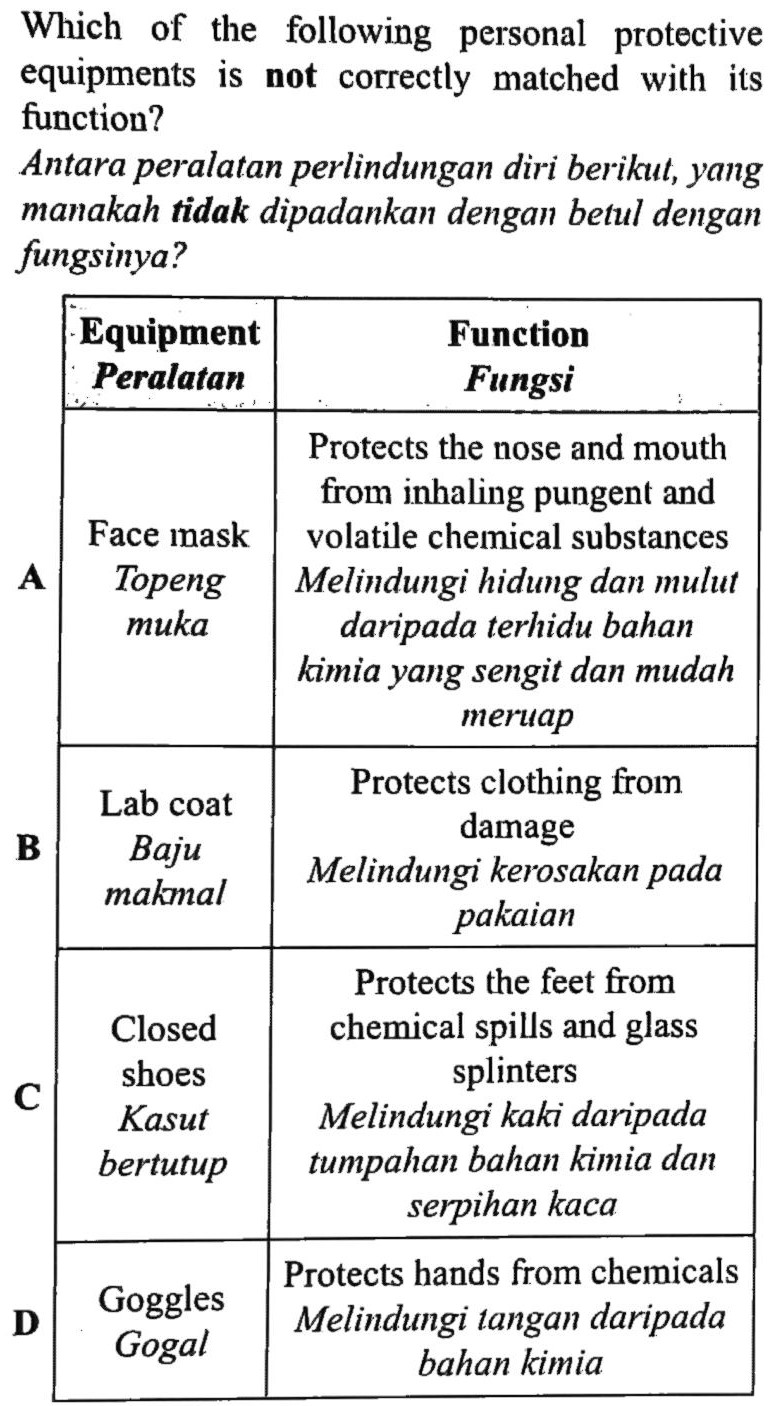 Which of the following personal protective
equipments is not correctly matched with its
function?
Antara peralatan perlindungan diri berikut, yang
manakah tidak dipadankan dengan betul dengan
fungsinya?
Equipment
Peralatan
Function
Fungsi
A
Face mask
Topeng
muka
Protects the nose and mouth
from inhaling pungent and
volatile chemical substances
Melindungi hidung dan mulut
daripada terhidu bahan
kimia yang sengit dan mudah
meruap
B
Lab coat
Baju
makmal
Protects clothing from
damage
Melindungi kerosakan pada
pakaian
C
Closed
shoes
Kasut
bertutup
Protects the feet from
chemical spills and glass
splinters
Melindungi kaki daripada
tumpahan bahan kimia dan
serpihan kaca
D
Goggles
Gogal
Protects hands from chemicals
Melindungi tangan daripada
bahan kimia